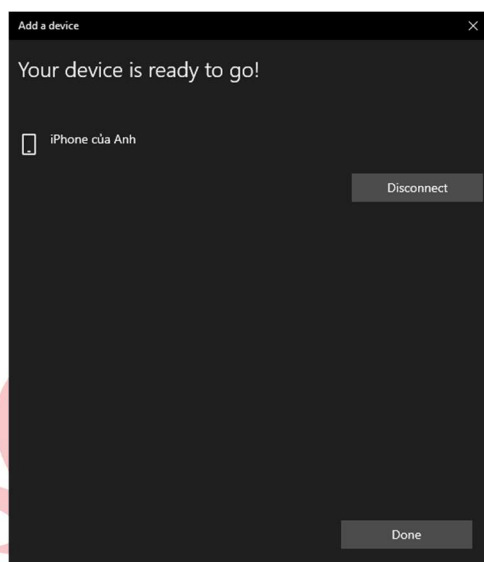 Add a device
Your device is ready to go!
iPhone của Anh
Disconnect
Done